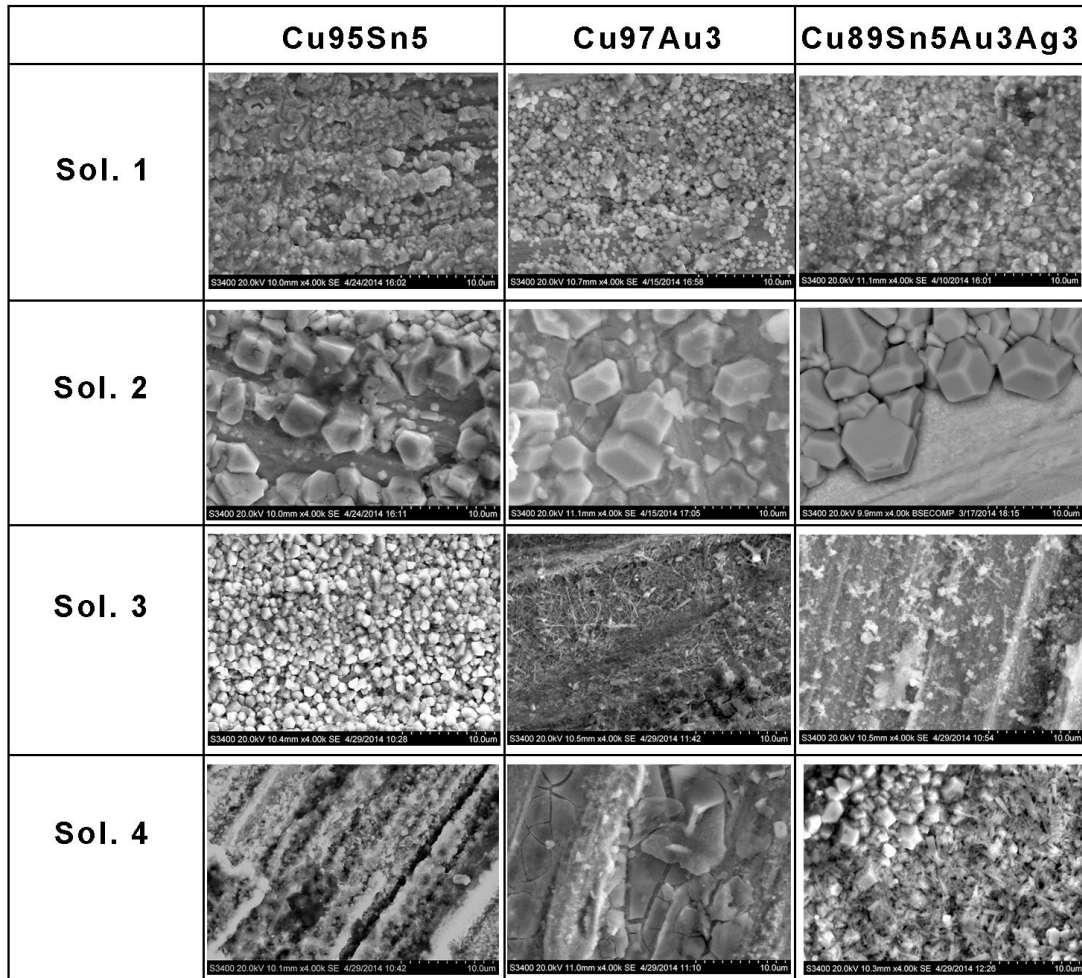 Cu95Sn5 Cu97Au3 Cu89Sn5Au3Ag3
Sol. 1
S3400 20.0kV 10.0mm x4.00k SE 4/24/2014 16:02 10.0um
S3400 20.0kV 10.7mm x4.00k SE 4/15/2014 16:58 10.0um
S3400 20.0kV 11.1mm x4.00k SE 4/10/2014 16:01 10.0um
Sol. 2
S3400 20.0kV 10.0mm x4.00k SE 4/24/2014 16:11 10.0um
S3400 20.0kV 11.1mm x4.00k SE 4/15/2014 17:05 10.0um
S3400 20.0kV 9.9mm x4.00k BSECOMP 3/17/2014 18:15 10.0um
Sol. 3
S3400 20.0kV 10.4mm x4.00k SE 4/29/2014 10:28 10.0um
S3400 20.0kV 10.5mm x4.00k SE 4/29/2014 11:42 10.0um
S3400 20.0kV 10.5mm x4.00k SE 4/29/2014 10:54 10.0um
Sol. 4
S3400 20.0kV 10.1mm x4.00k SE 4/29/2014 10:42 10.0um
S3400 20.0kV 11.0mm x4.00k SE 4/29/2014 11:10 10.0um
S3400 20.0kV 10.3mm x4.00k SE 4/29/2014 12:26 10.0um